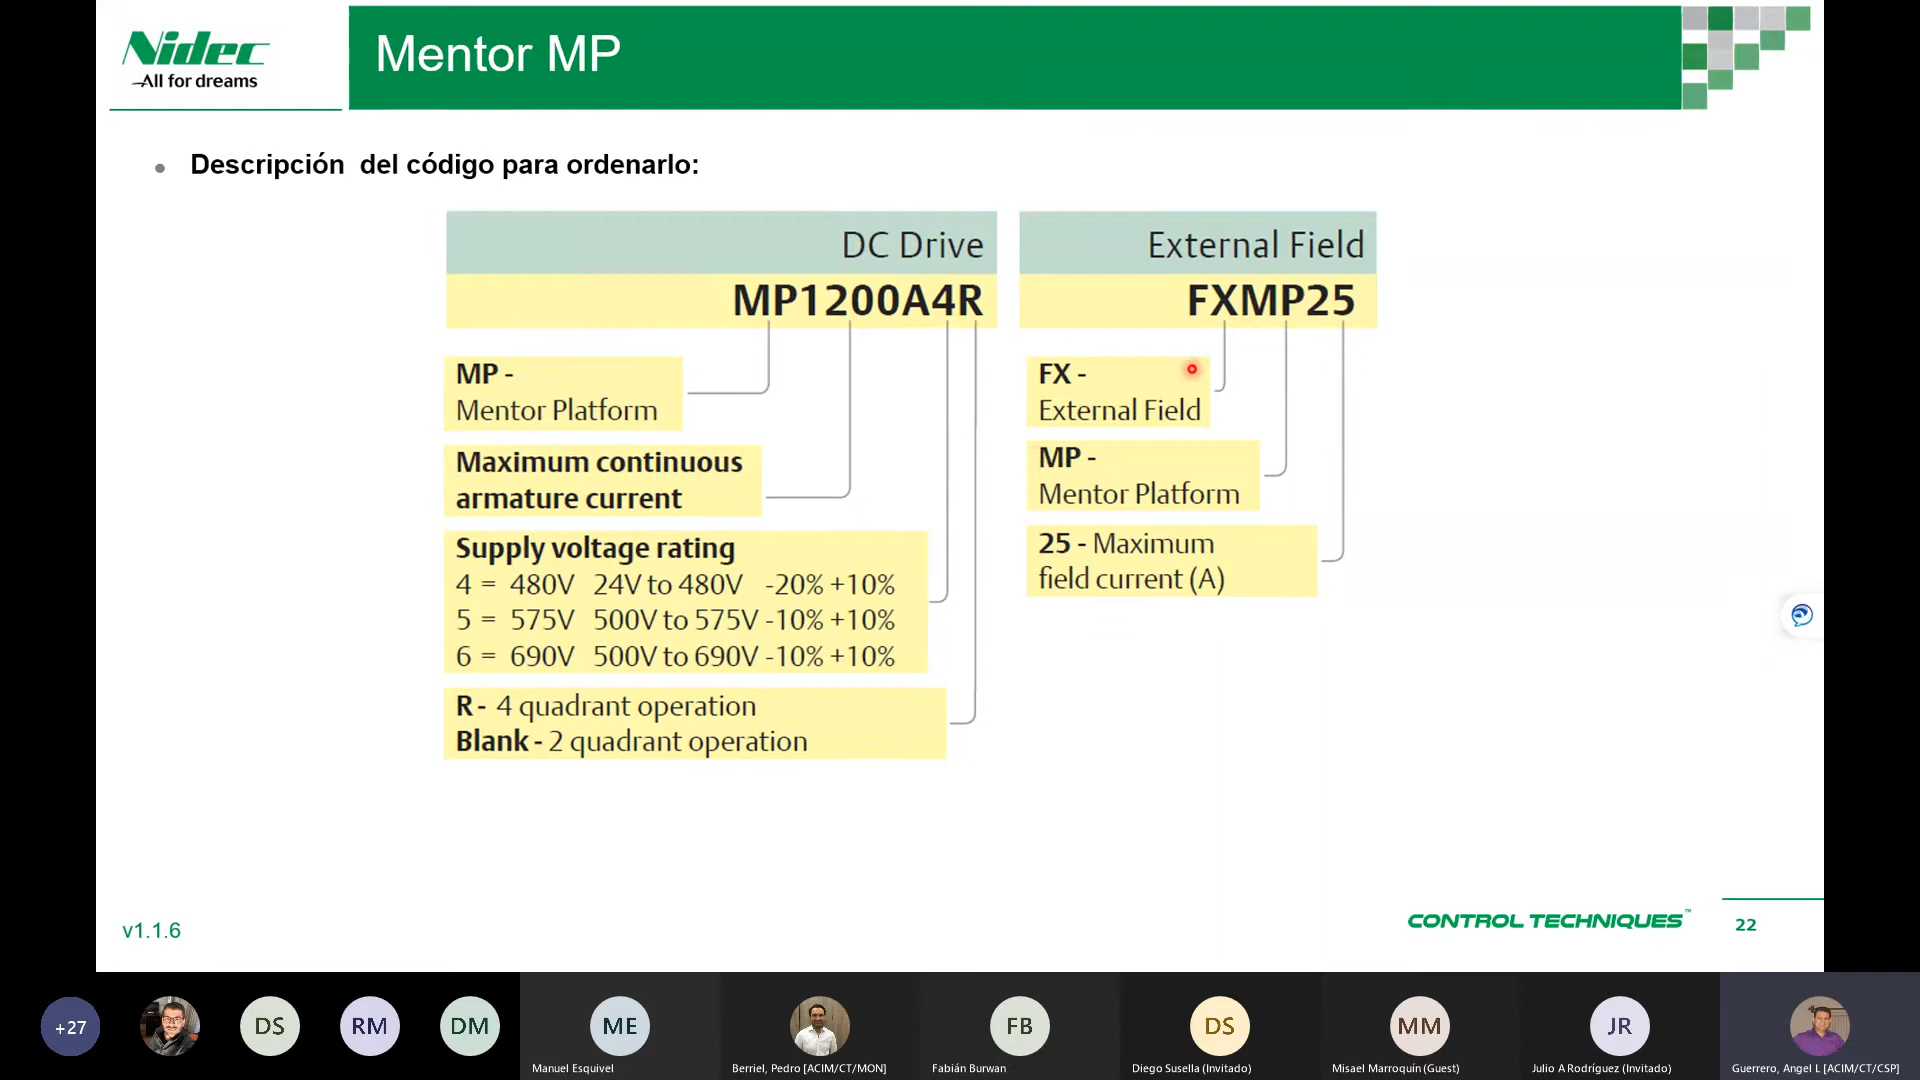 Nidec
All for dreams
Mentor MP
• Descripción  del código para ordenarlo:
DC Drive
MP1200A4R
MP -
Mentor Platform
Maximum continuous
armature current
Supply voltage rating
4 = 480V 24V to 480V -20% +10%
5 = 575V 500V to 575V -10% +10%
6 = 690V 500V to 690V -10% +10%
R - 4 quadrant operation
Blank - 2 quadrant operation
External Field
FXMP25
FX -
External Field
MP -
Mentor Platform
25 - Maximum
field current (A)
v1.1.6
CONTROL TECHNIQUES™
22
+27
DS
RM
DM
ME
Manuel Esquivel
Berriel, Pedro [ACIM/CT/MON]
FB
Fabián Burwan
DS
Diego Susella (Invitado)
MM
Misael Marroquín (Guest)
JR
Julio A Rodríguez (Invitado)
Guerrero, Angel L [ACIM/CT/CSP]